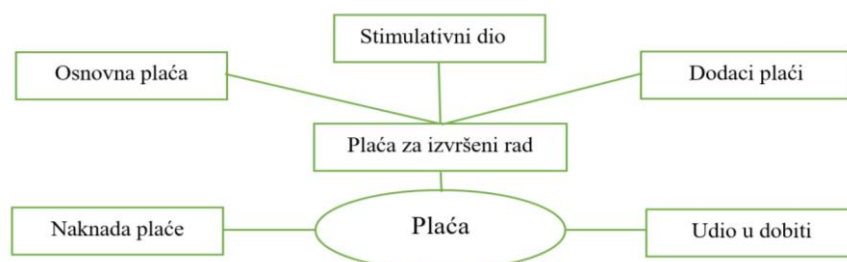 Stimulativni dio
Osnovna plaća
Dodaci plaći
Plaća za izvršeni rad
Naknada plaće
Plaća
Udio u dobiti